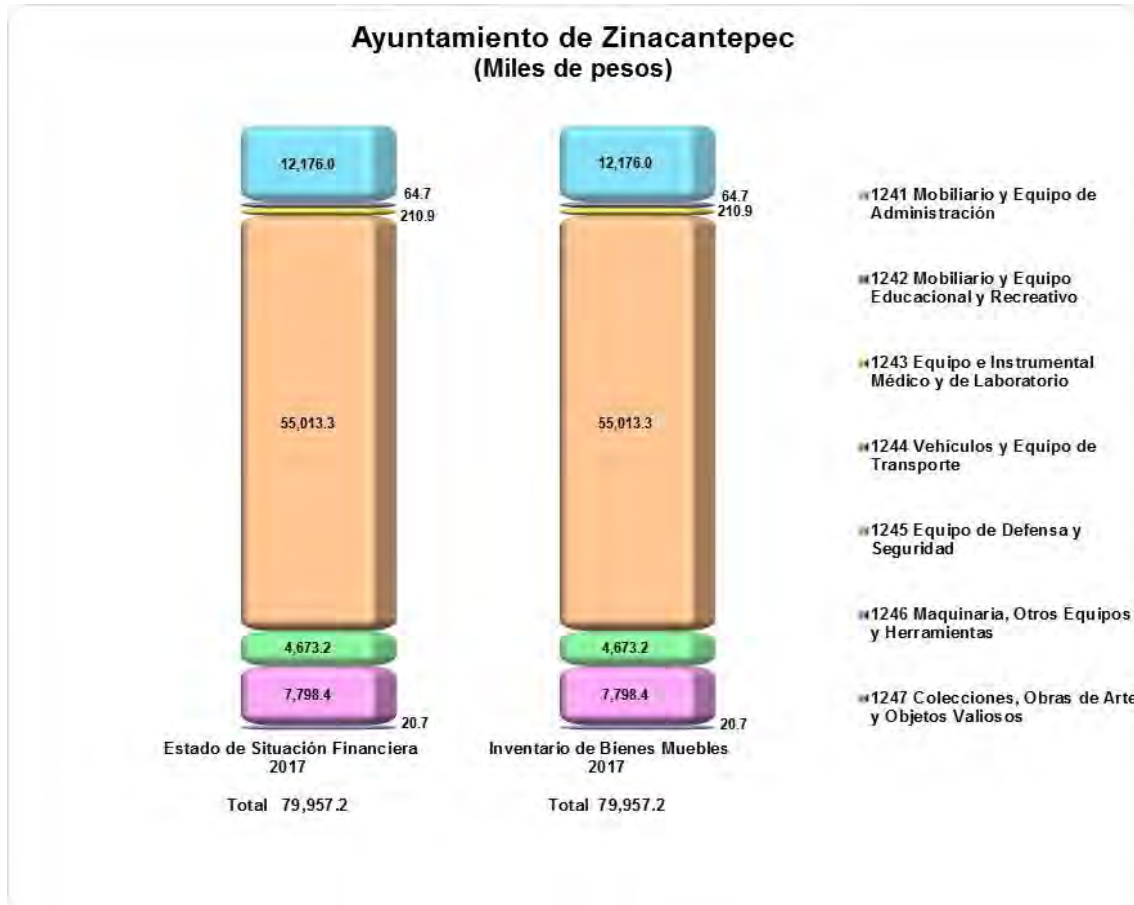 Ayuntamiento de Zinacantepec
(Miles de pesos)
12,176.0
64.7
210.9
55,013.3
4,673.2
7,798.4
20.7
Estado de Situación Financiera
2017
Total 79,957.2
12,176.0
64.7
210.9
55,013.3
4,673.2
7,798.4
20.7
Inventario de Bienes Muebles
2017
Total 79,957.2
1241 Mobiliario y Equipo de
Administración
1242 Mobiliario y Equipo
Educacional y Recreativo
1243 Equipo e Instrumental
Médico y de Laboratorio
1244 Vehículos y Equipo de
Transporte
1245 Equipo de Defensa y
Seguridad
1246 Maquinaria, Otros Equipos
y Herramientas
1247 Colecciones, Obras de Arte
y Objetos Valiosos